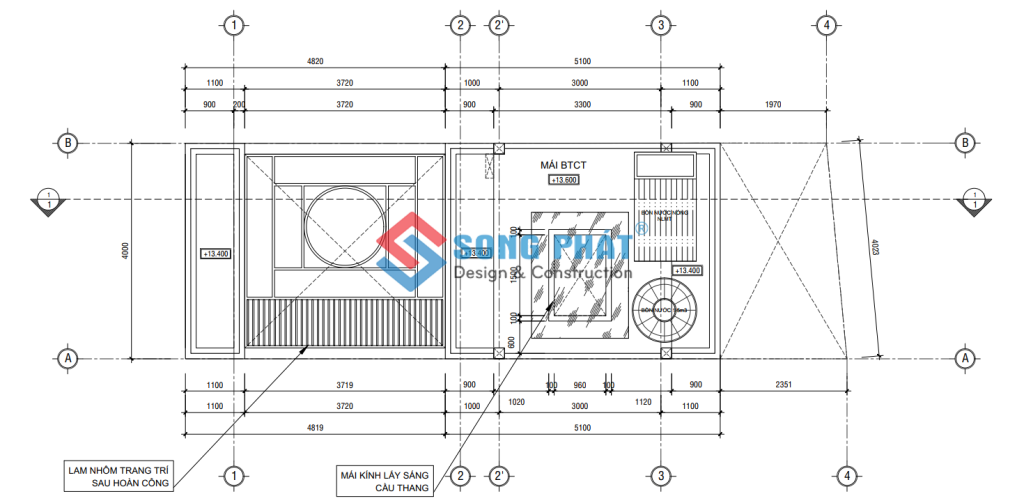 1 2 2' 3 4
4820 5100
1100 3720 1000 3000 1100
900 200 3720 900 3300 900 1970
B B
MÁI BTCT
+13.600
1 1
1 1
BỒN NƯỚC NÓNG
NLMT
100
SONG PHÁT ®
4000 +13.400 +13.400 4023
Design & Construction
+13.400
100
BỒN NƯỚC
600
A A
1100 3719 900 100 960 100 900 2351
1020 1120
1100 3720 1000 3000 1100
4819 5100
LAM NHÔM TRANG TRÍ
SAU HOÀN CÔNG
MÁI KÍNH LẤY SÁNG
CẦU THANG
1 2 2' 3 4